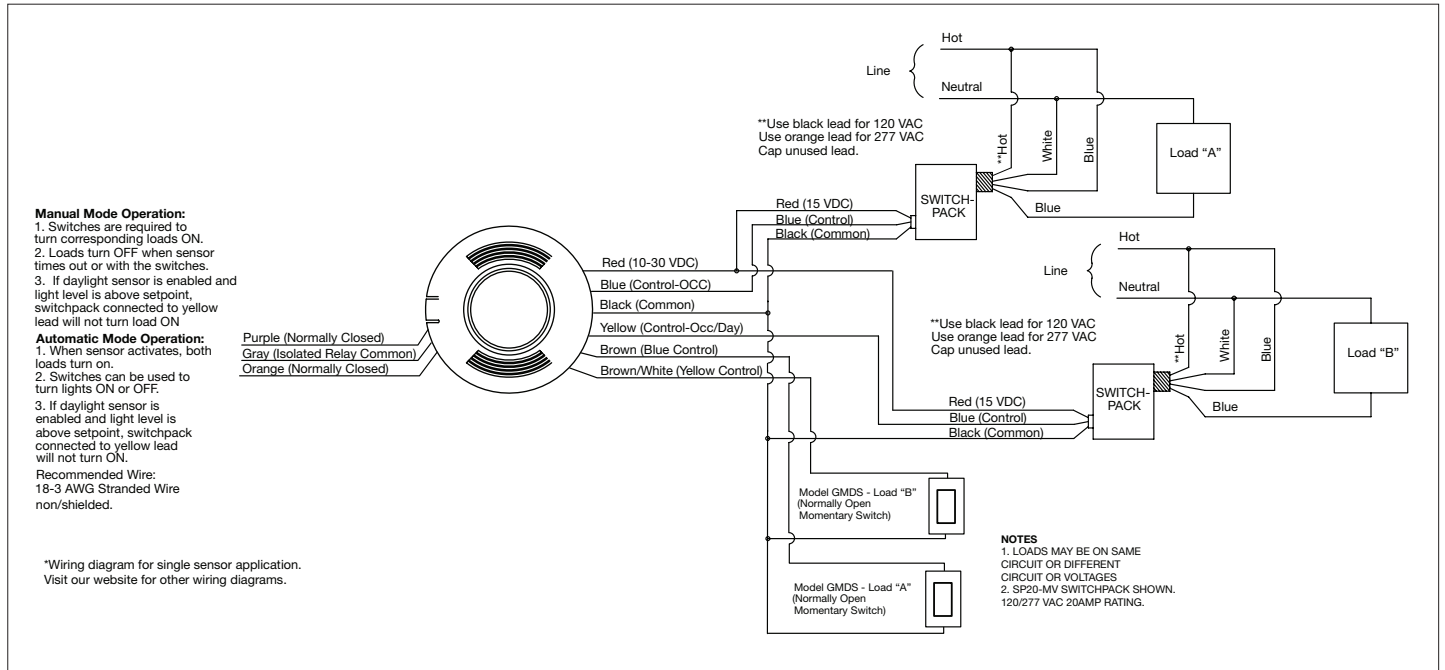 Hot
Line
Neutral
**Use black lead for 120 VAC
Use orange lead for 277 VAC
Cap unused lead.
**Hot
White
Blue
Load “A”
SWITCH-
PACK
Blue
Red (15 VDC)
Blue (Control)
Black (Common)
Manual Mode Operation:
1. Switches are required to
turn corresponding loads ON.
2. Loads turn OFF when sensor
times out or with the switches.
3. If daylight sensor is enabled and
light level is above setpoint,
switchpack connected to yellow
lead will not turn load ON
Automatic Mode Operation:
1. When sensor activates, both
loads turn on.
2. Switches can be used to
turn lights ON or OFF.
3. If daylight sensor is
enabled and light level is
above setpoint, switchpack
connected to yellow lead
will not turn ON.
Recommended Wire:
18-3 AWG Stranded Wire
non/shielded.
Purple (Normally Closed)
Gray (Isolated Relay Common)
Orange (Normally Closed)
Red (10-30 VDC)
Blue (Control-OCC)
Black (Common)
Yellow (Control-Occ/Day)
Brown (Blue Control)
Brown/White (Yellow Control)
Hot
Line
Neutral
**Use black lead for 120 VAC
Use orange lead for 277 VAC
Cap unused lead.
**Hot
White
Blue
Load “B”
SWITCH-
PACK
Blue
Red (15 VDC)
Blue (Control)
Black (Common)
Model GMDS - Load “B”
(Normally Open
Momentary Switch)
Model GMDS - Load “A”
(Normally Open
Momentary Switch)
NOTES
1. LOADS MAY BE ON SAME
CIRCUIT OR DIFFERENT
CIRCUIT OR VOLTAGES
2. SP20-MV SWITCHPACK SHOWN.
120/277 VAC 20AMP RATING.
*Wiring diagram for single sensor application.
Visit our website for other wiring diagrams.